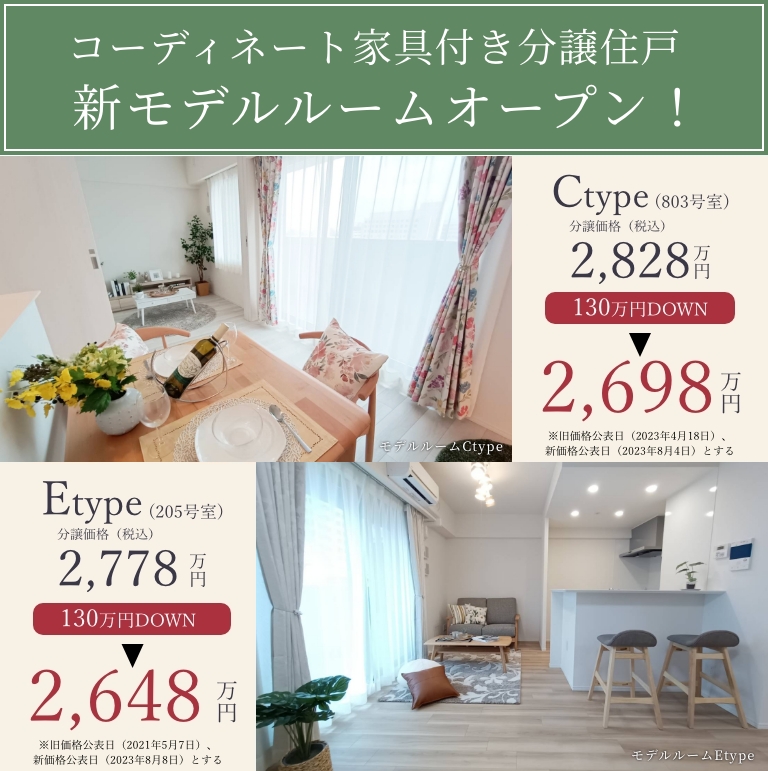 コーディネート家具付き分譲住戸
新モデルルームオープン！
Ctype（803号室）
分譲価格（税込）
2,828万円
130万円DOWN
2,698万円
※旧価格公表日（2023年4月18日）、
新価格公表日（2023年8月4日）とする
モデルルームCtype
Etype（205号室）
分譲価格（税込）
2,778万円
130万円DOWN
2,648万円
※旧価格公表日（2021年5月7日）、
新価格公表日（2023年8月8日）とする
モデルルームEtype